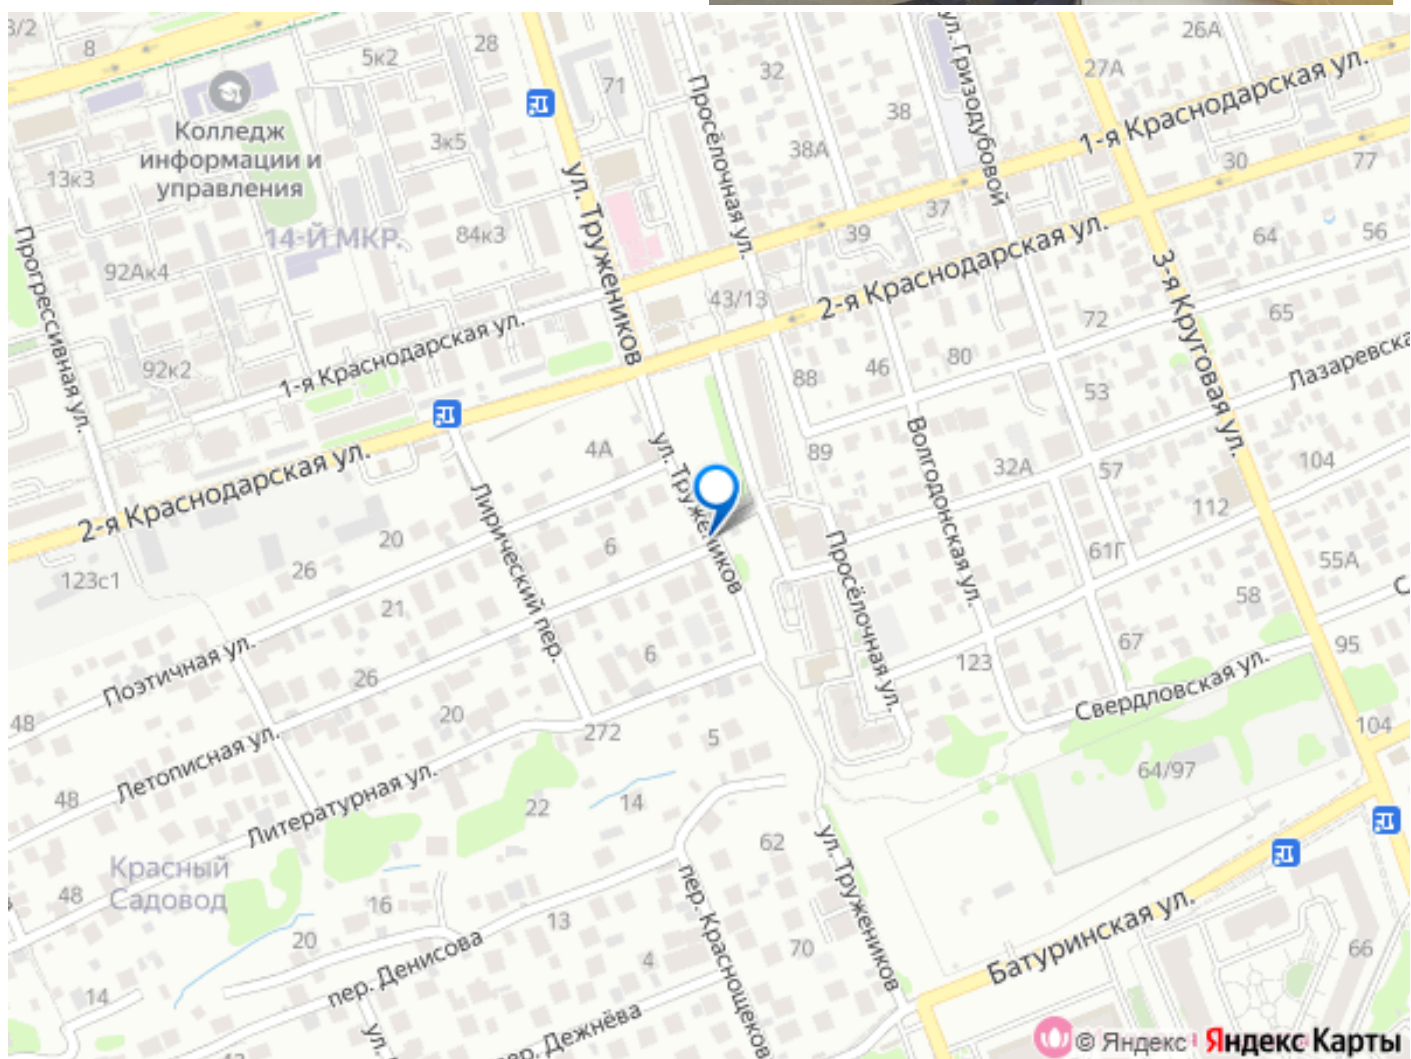 3/2
8
5к2
28
71
32
38
26А
27А
ул. Гризодубовой
Просёлочная ул.
1-я Краснодарская ул.
Колледж
информации и
управления
13к3
3к5
38А
30
77
ул. Тружеников
14-Й МКР.
84к3
37
39
64
56
Прогрессивная ул.
92Ак4
43/13
2-я Краснодарская ул.
3-я Круговая ул.
72
65
1-я Краснодарская ул.
92к2
88
46
80
53
Лазаревска
2-я Краснодарская ул.
4А
ул. Тружеников
89
Волгодонская ул.
32А
57
104
112
Лирический пер.
20
6
Просёлочная ул.
61Г
55А
123с1
26
21
58
Поэтичная ул.
26
6
123
67
95
Свердловская ул.
48
20
272
5
104
Летописная ул.
48
Литературная ул.
22
14
64/97
Красный
Садовод
48
16
62
ул. Тружеников
20
13
пер. Краснощеков
пер. Денисова
4
70
Батуринская ул.
66
14
ул.
пер. Дежнёва
© Яндекс
Яндекс Карты